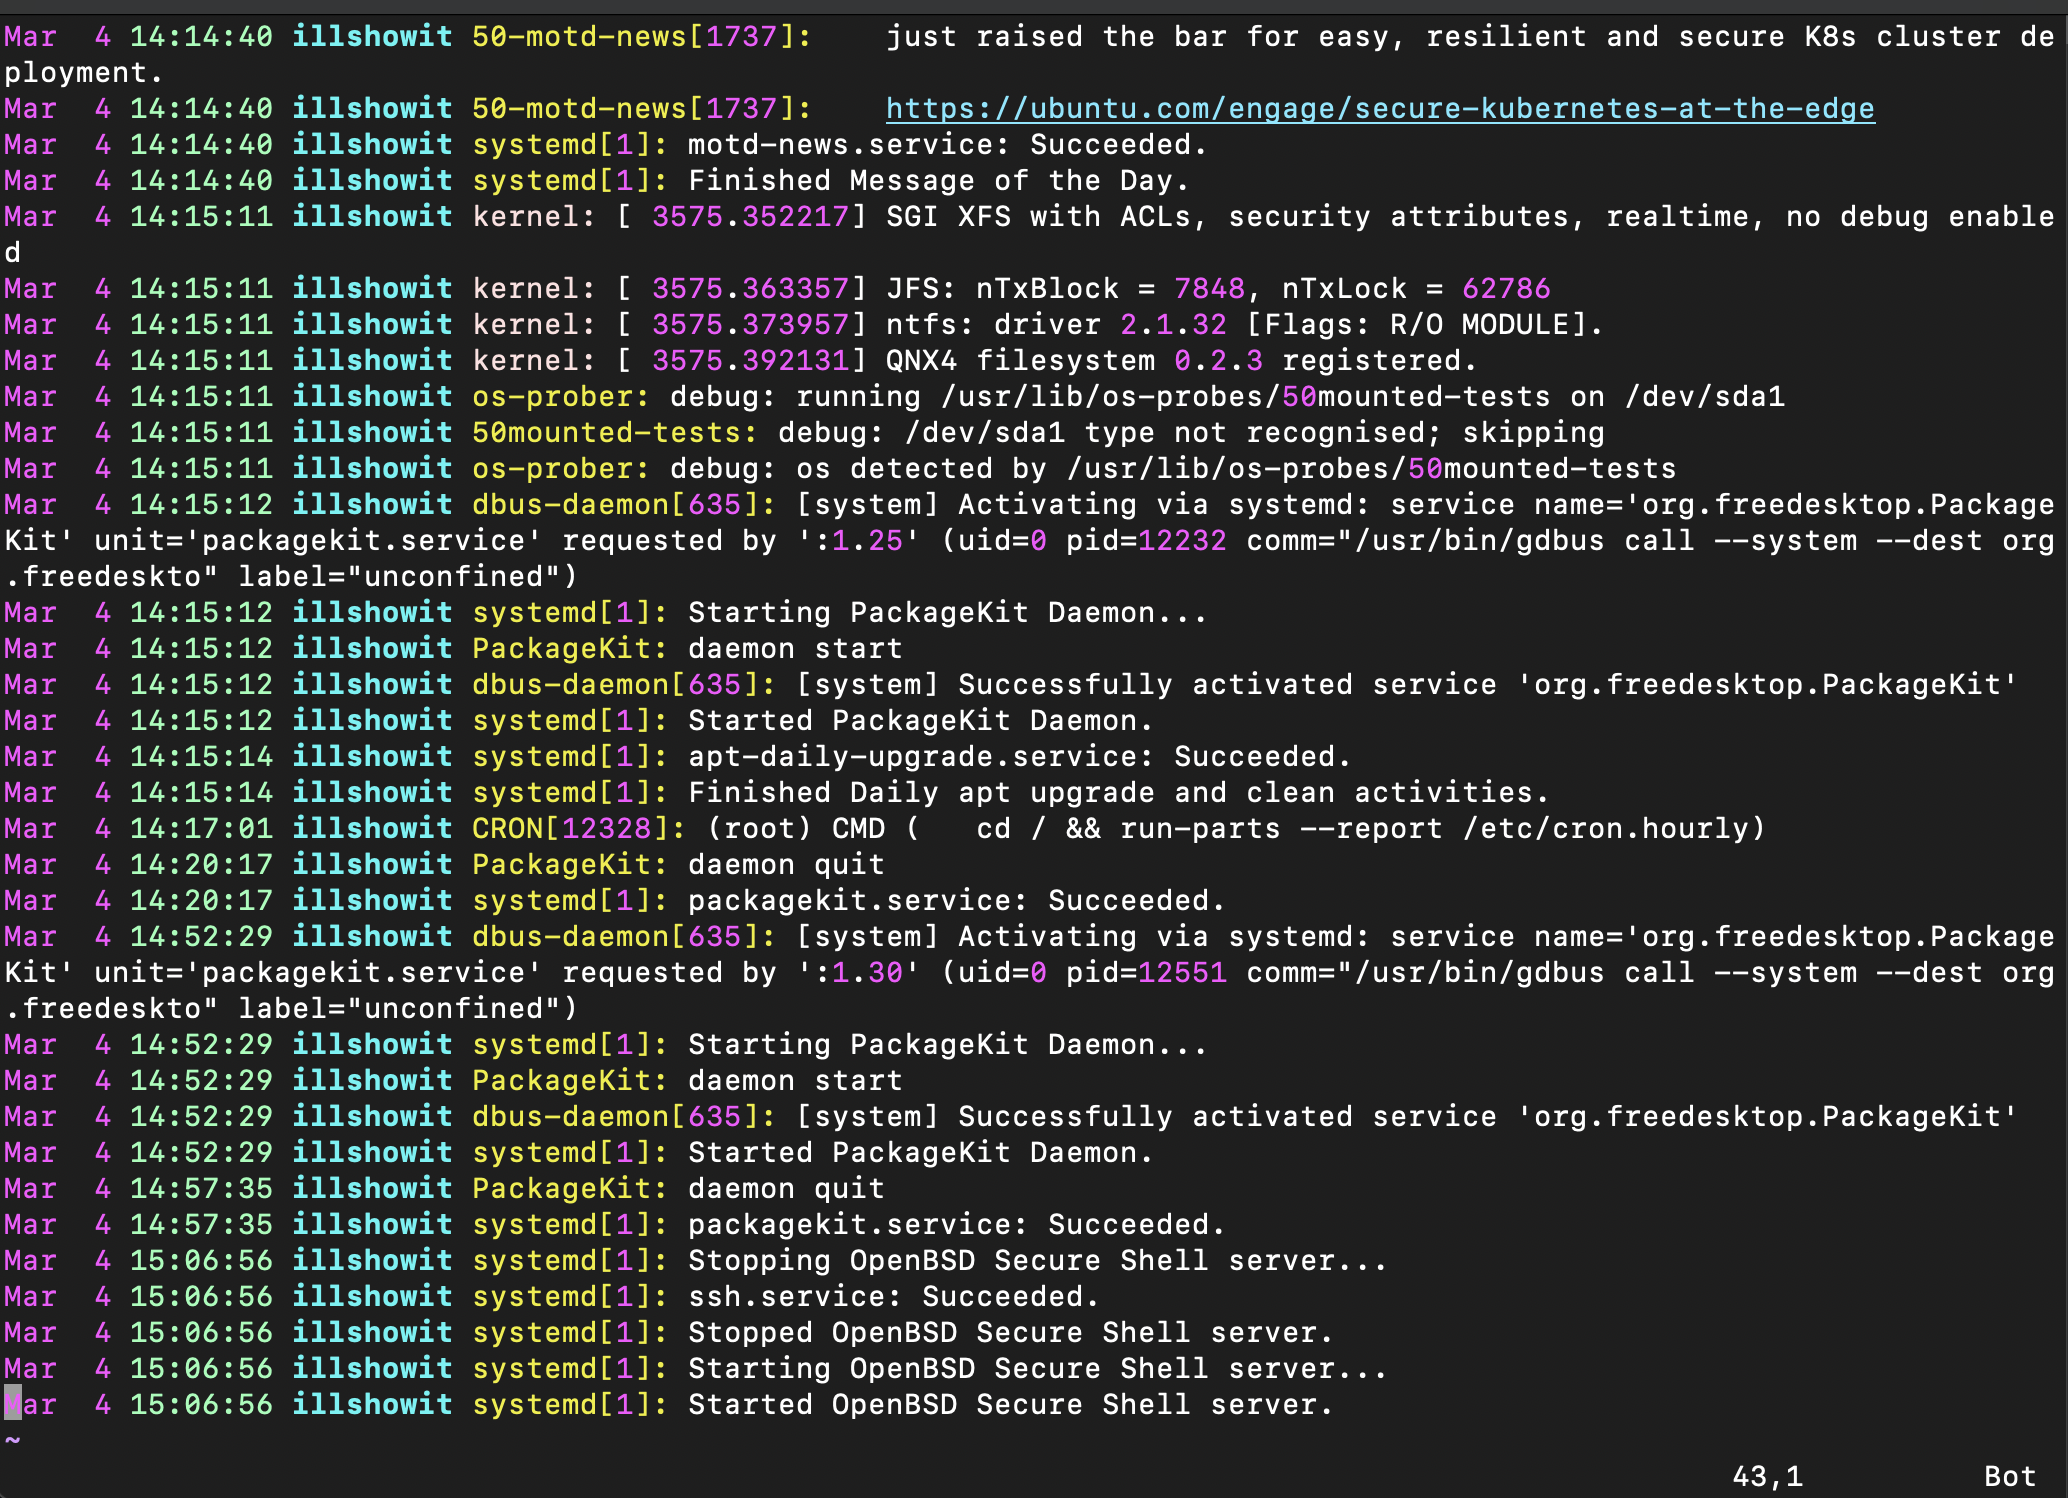 Mar  4 14:14:40 illshowit 50-motd-news[1737]:    just raised the bar for easy, resilient and secure K8s cluster de
ployment.
Mar  4 14:14:40 illshowit 50-motd-news[1737]:    https://ubuntu.com/engage/secure-kubernetes-at-the-edge
Mar  4 14:14:40 illshowit systemd[1]: motd-news.service: Succeeded.
Mar  4 14:14:40 illshowit systemd[1]: Finished Message of the Day.
Mar  4 14:15:11 illshowit kernel: [ 3575.352217] SGI XFS with ACLs, security attributes, realtime, no debug enable
d
Mar  4 14:15:11 illshowit kernel: [ 3575.363357] JFS: nTxBlock = 7848, nTxLock = 62786
Mar  4 14:15:11 illshowit kernel: [ 3575.373957] ntfs: driver 2.1.32 [Flags: R/O MODULE].
Mar  4 14:15:11 illshowit kernel: [ 3575.392131] QNX4 filesystem 0.2.3 registered.
Mar  4 14:15:11 illshowit os-prober: debug: running /usr/lib/os-probes/50mounted-tests on /dev/sda1
Mar  4 14:15:11 illshowit 50mounted-tests: debug: /dev/sda1 type not recognised; skipping
Mar  4 14:15:11 illshowit os-prober: debug: os detected by /usr/lib/os-probes/50mounted-tests
Mar  4 14:15:12 illshowit dbus-daemon[635]: [system] Activating via systemd: service name='org.freedesktop.Package
Kit' unit='packagekit.service' requested by ':1.25' (uid=0 pid=12232 comm="/usr/bin/gdbus call --system --dest org
.freedeskto" label="unconfined")
Mar  4 14:15:12 illshowit systemd[1]: Starting PackageKit Daemon...
Mar  4 14:15:12 illshowit PackageKit: daemon start
Mar  4 14:15:12 illshowit dbus-daemon[635]: [system] Successfully activated service 'org.freedesktop.PackageKit'
Mar  4 14:15:12 illshowit systemd[1]: Started PackageKit Daemon.
Mar  4 14:15:14 illshowit systemd[1]: apt-daily-upgrade.service: Succeeded.
Mar  4 14:15:14 illshowit systemd[1]: Finished Daily apt upgrade and clean activities.
Mar  4 14:17:01 illshowit CRON[12328]: (root) CMD (   cd / && run-parts --report /etc/cron.hourly)
Mar  4 14:20:17 illshowit PackageKit: daemon quit
Mar  4 14:20:17 illshowit systemd[1]: packagekit.service: Succeeded.
Mar  4 14:52:29 illshowit dbus-daemon[635]: [system] Activating via systemd: service name='org.freedesktop.Package
Kit' unit='packagekit.service' requested by ':1.30' (uid=0 pid=12551 comm="/usr/bin/gdbus call --system --dest org
.freedeskto" label="unconfined")
Mar  4 14:52:29 illshowit systemd[1]: Starting PackageKit Daemon...
Mar  4 14:52:29 illshowit PackageKit: daemon start
Mar  4 14:52:29 illshowit dbus-daemon[635]: [system] Successfully activated service 'org.freedesktop.PackageKit'
Mar  4 14:52:29 illshowit systemd[1]: Started PackageKit Daemon.
Mar  4 14:57:35 illshowit PackageKit: daemon quit
Mar  4 14:57:35 illshowit systemd[1]: packagekit.service: Succeeded.
Mar  4 15:06:56 illshowit systemd[1]: Stopping OpenBSD Secure Shell server...
Mar  4 15:06:56 illshowit systemd[1]: ssh.service: Succeeded.
Mar  4 15:06:56 illshowit systemd[1]: Stopped OpenBSD Secure Shell server.
Mar  4 15:06:56 illshowit systemd[1]: Starting OpenBSD Secure Shell server...
Mar  4 15:06:56 illshowit systemd[1]: Started OpenBSD Secure Shell server.
~
43,1          Bot